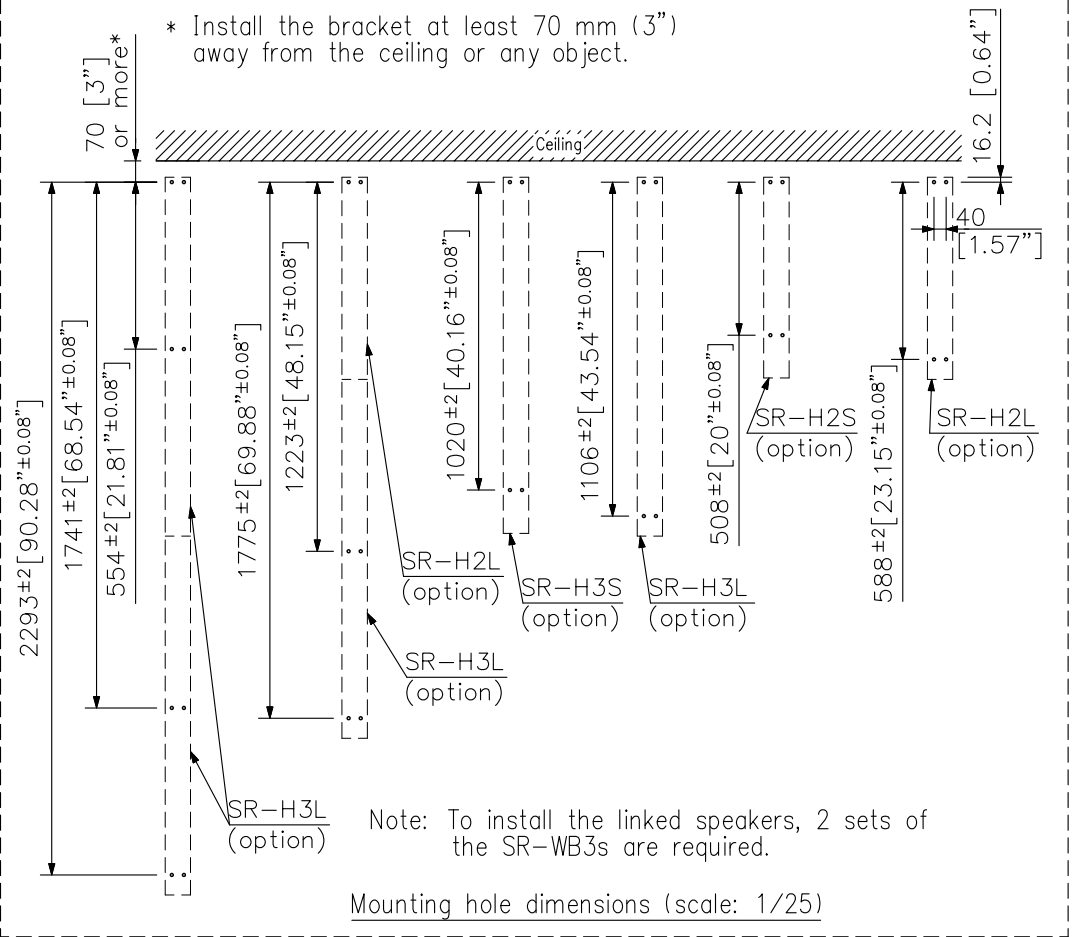 * Install the bracket at least 70 mm (3")
away from the ceiling or any object.
70 [3"]
or more*
16.2 [0.64"]
Ceiling
40
[1.57"]
2293±2[90.28"±0.08"]
1741±2[68.54"±0.08"]
554±2[21.81"±0.08"]
1775±2[69.88"±0.08"]
1223±2[48.15"±0.08"]
1020±2[40.16"±0.08"]
1106±2[43.54"±0.08"]
508±2[20"±0.08"]
588±2[23.15"±0.08"]
SR-H2S
(option)
SR-H2L
(option)
SR-H2L
(option)
SR-H3S
(option)
SR-H3L
(option)
SR-H3L
(option)
SR-H3L
(option)
Note: To install the linked speakers, 2 sets of
the SR-WB3s are required.
Mounting hole dimensions (scale: 1/25)